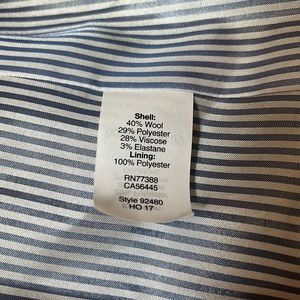 Shell:
40% Wool
29% Polyester
28% Viscose
3% Elastane
Lining:
100% Polyester
RN77388
CA56445
Style 92480
HO 17